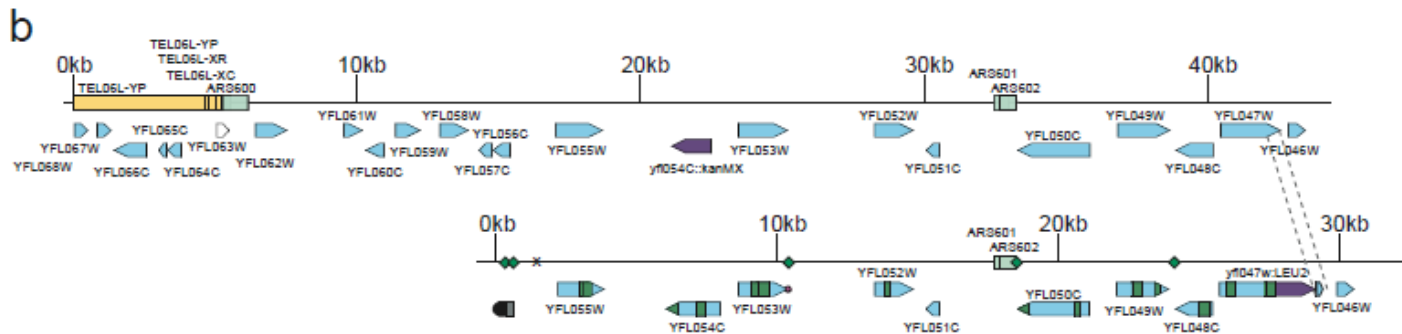 b
TEL06L-YP
TEL06L-XR
TEL06L-XC
0kb 10kb 20kb 30kb 40kb
TEL06L-YP ARS600 ARS601 ARS602
YFL065C YFL061W YFL058W YFL056C YFL052W YFL049W YFL047W
YFL067W YFL063W YFL059W YFL055W YFL053W YFL050C YFL046W
YFL068W YFL066C YFL064C YFL062W YFL060C YFL057C yfl054C::kanMX YFL051C YFL048C
0kb 10kb 20kb 30kb
ARS601
ARS602
YFL052W yfl047w:LEU2
YFL055W YFL054C YFL053W YFL051C YFL050C YFL049W YFL048C YFL046W